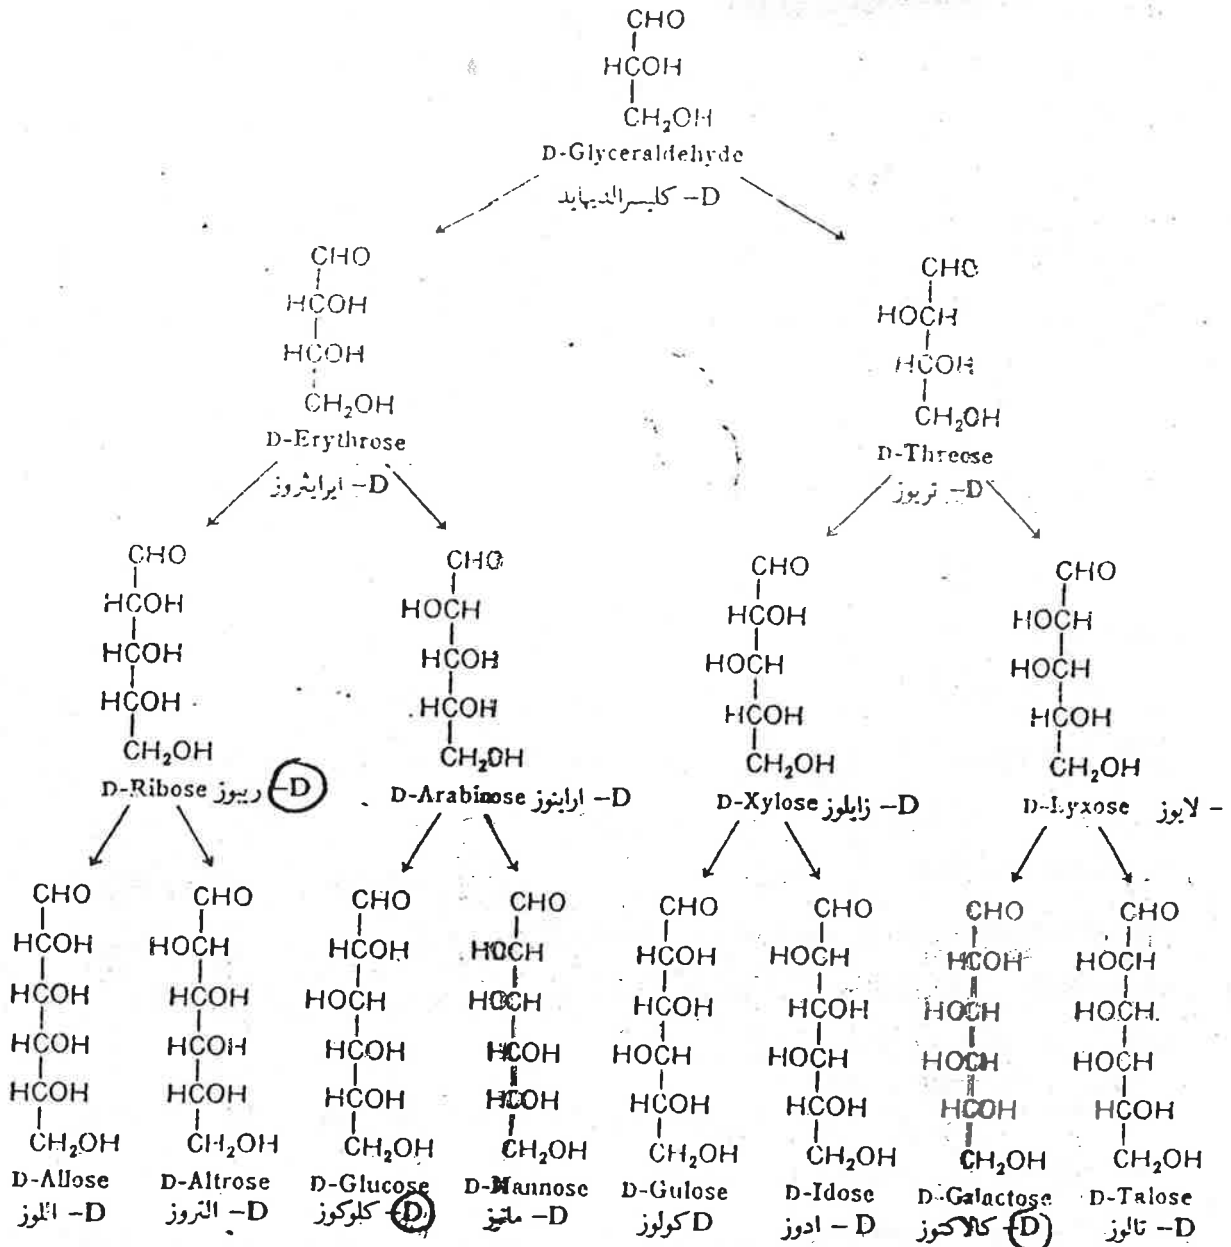 CHO
HCOH
CH₂OH
D-Glyceraldehyde
D- كليسرالديهايد
CHO
HCOH
HCOH
CH₂OH
D-Erythrose
D- ايرايثروز
CHO
HOCH
HCOH
CH₂OH
D-Threose
D- تريوز
CHO
HCOH
HCOH
HCOH
CH₂OH
D-Ribose D- ريبوز
CHO
HOCH
HCOH
HCOH
CH₂OH
D-Arabinose D- ارابنوز
CHO
HCOH
HOCH
HCOH
CH₂OH
D-Xylose D- زايلوز
CHO
HOCH
HOCH
HCOH
CH₂OH
D-Lyxose - لايوز
CHO
HCOH
HCOH
HCOH
HCOH
CH₂OH
D-Allose
D- اللوز
CHO
HOCH
HCOH
HCOH
HCOH
CH₂OH
D-Altrose
D- التروز
CHO
HCOH
HOCH
HCOH
HCOH
CH₂OH
D-Glucose
D- كلوكوز
CHO
HOCH
HOCH
HCOH
HCOH
CH₂OH
D-Mannose
D- مانيز
CHO
HCOH
HCOH
HOCH
HCOH
CH₂OH
D-Gulose
D كولوز
CHO
HOCH
HCOH
HOCH
HCOH
CH₂OH
D-Idose
D - ادوز
CHO
HCOH
HOCH
HOCH
HCOH
CH₂OH
D-Galactose
D- كالاكتوز
CHO
HOCH
HOCH
HOCH
HCOH
CH₂OH
D-Talose
D- تالوز